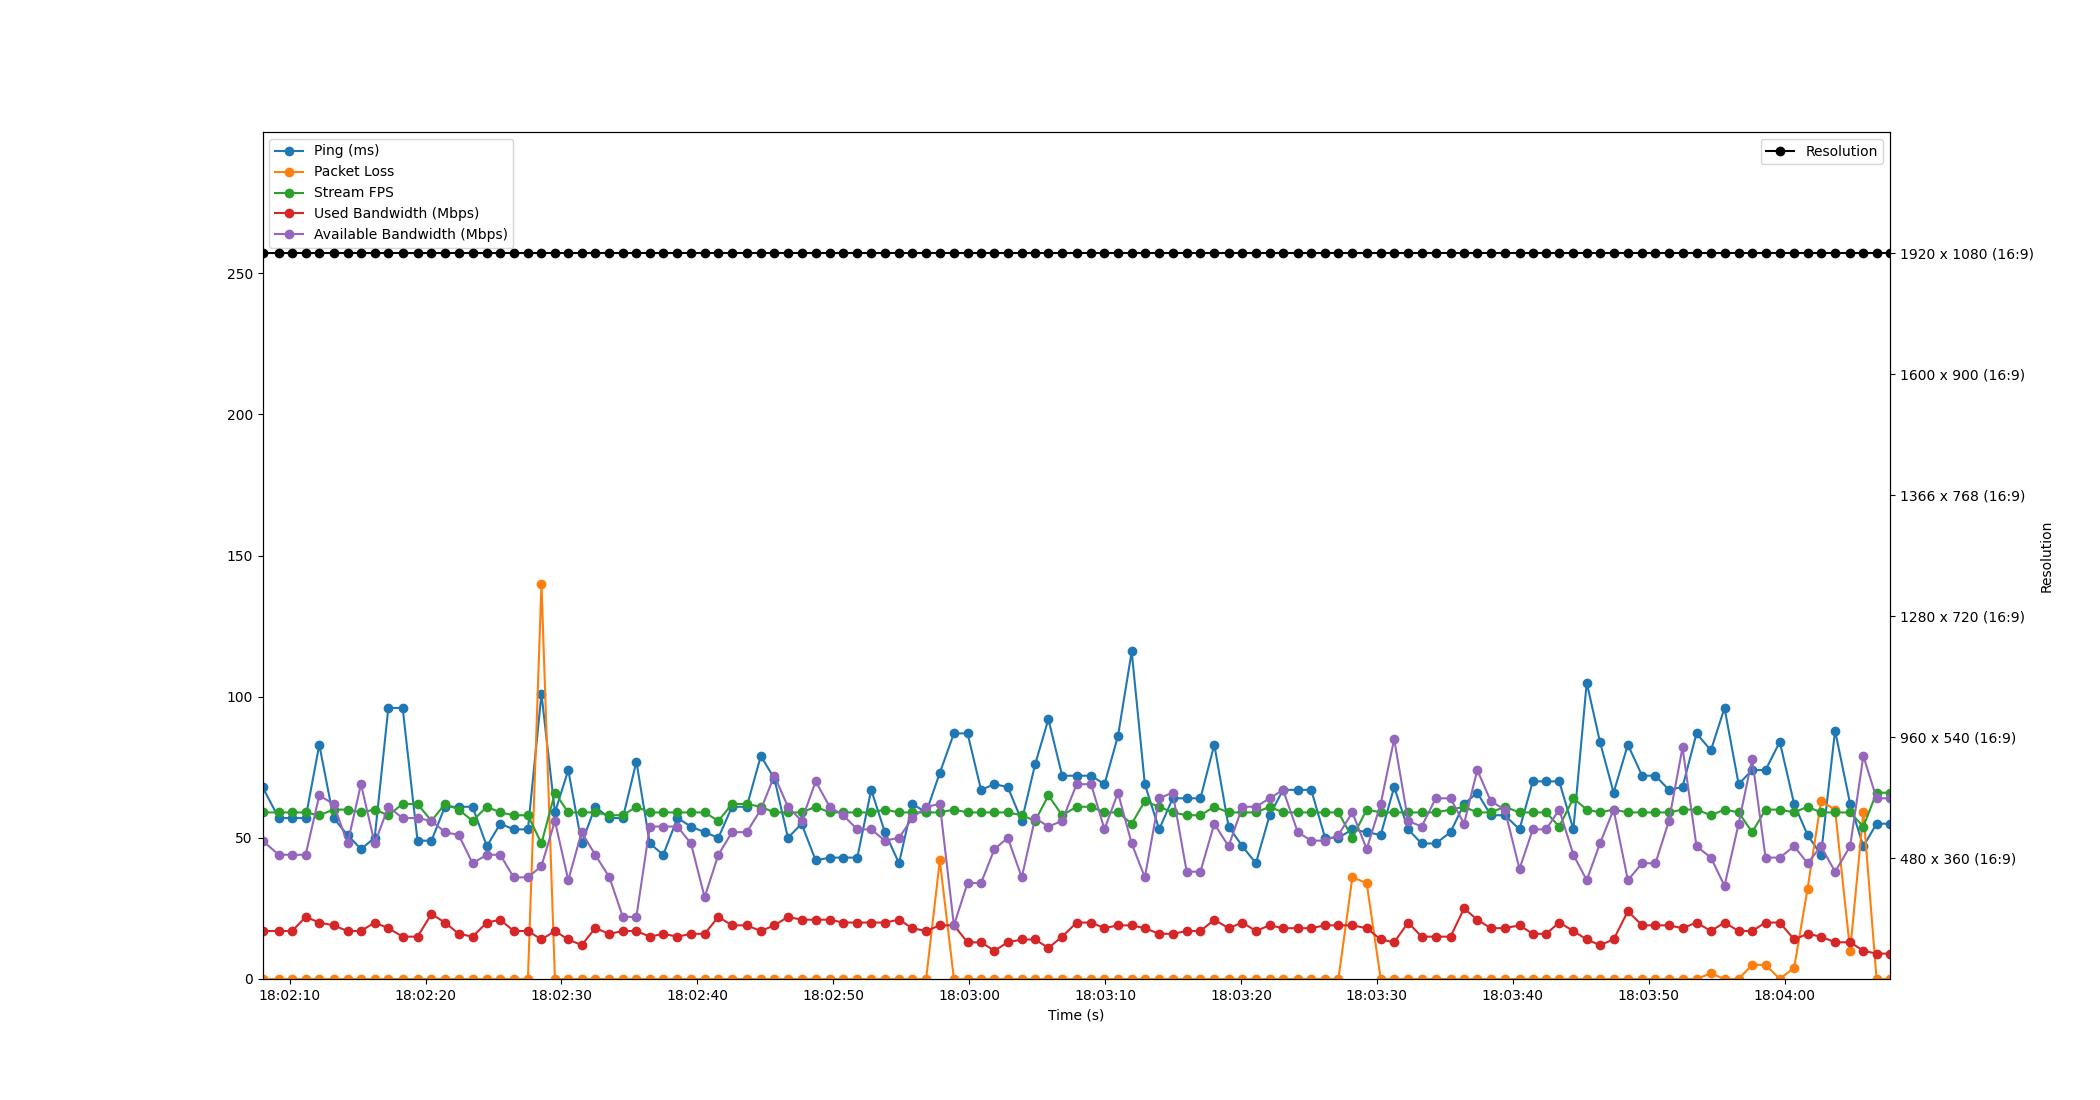 Ping (ms)
Packet Loss
Stream FPS
Used Bandwidth (Mbps)
Available Bandwidth (Mbps)
Resolution
250
200
150
100
50
0
1920 x 1080 (16:9)
1600 x 900 (16:9)
1366 x 768 (16:9)
1280 x 720 (16:9)
960 x 540 (16:9)
480 x 360 (16:9)
Resolution
18:02:10 18:02:20 18:02:30 18:02:40 18:02:50 18:03:00 18:03:10 18:03:20 18:03:30 18:03:40 18:03:50 18:04:00
Time (s)